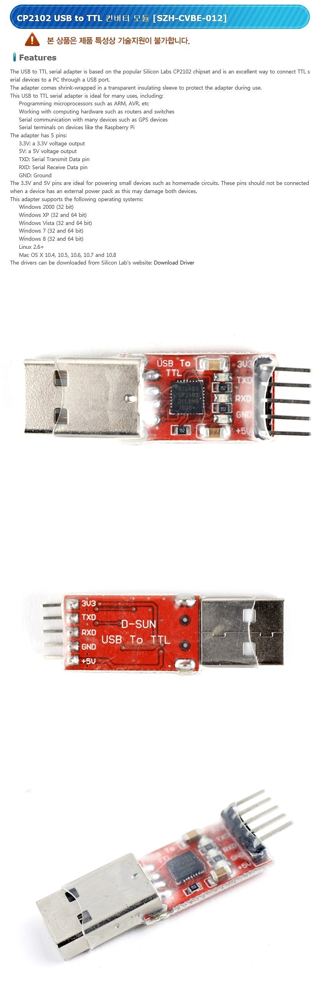 CP2102 USB to TTL 컨버터 모듈 [SZH-CVBE-012]
본 상품은 제품 특성상 기술지원이 불가합니다.
Features
The USB to TTL serial adapter is based on the popular Silicon Labs CP2102 chipset and is an excellent way to connect TTL s
erial devices to a PC through a USB port.
The adapter comes shrink-wrapped in a transparent insulating sleeve to protect the adapter during use.
This USB to TTL serial adapter is ideal for many uses, including:
Programming microprocessors such as ARM, AVR, etc
Working with computing hardware such as routers and switches
Serial communication with many devices such as GPS devices
Serial terminals on devices like the Raspberry Pi
The adapter has 5 pins:
3.3V: a 3.3V voltage output
5V: a 5V voltage output
TXD: Serial Transmit Data pin
RXD: Serial Receive Data pin
GND: Ground
The 3.3V and 5V pins are ideal for powering small devices such as homemade circuits. These pins should not be connected
when a device has an external power pack as this may damage both devices.
This adapter supports the following operating systems:
Windows 2000 (32 bit)
Windows XP (32 and 64 bit)
Windows Vista (32 and 64 bit)
Windows 7 (32 and 64 bit)
Windows 8 (32 and 64 bit)
Linux 2.6+
Mac OS X 10.4, 10.5, 10.6, 10.7 and 10.8
The drivers can be downloaded from Silicon Lab's website: Download Driver
USB To
TTL
3V3
TXD
RXD
GND
+5V
SILABS
CP2102
152
152
152
+
3V3
TXD
RXD
GND
+5V
D-SUN
USB To TTL
RXD
GND
+5V
152